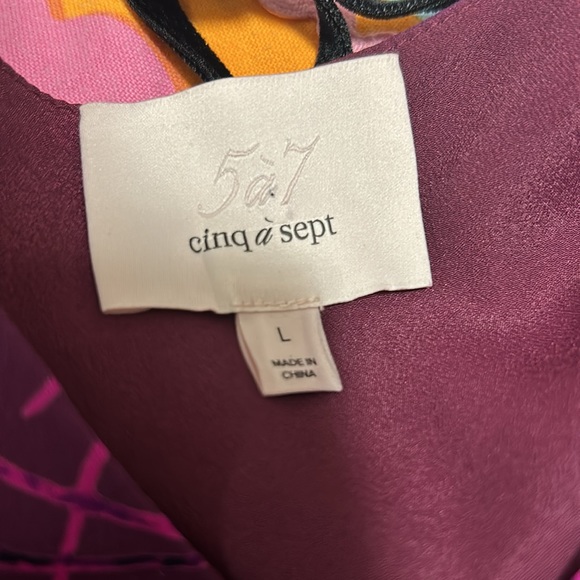 5à7
cinq à sept
L
MADE IN
CHINA